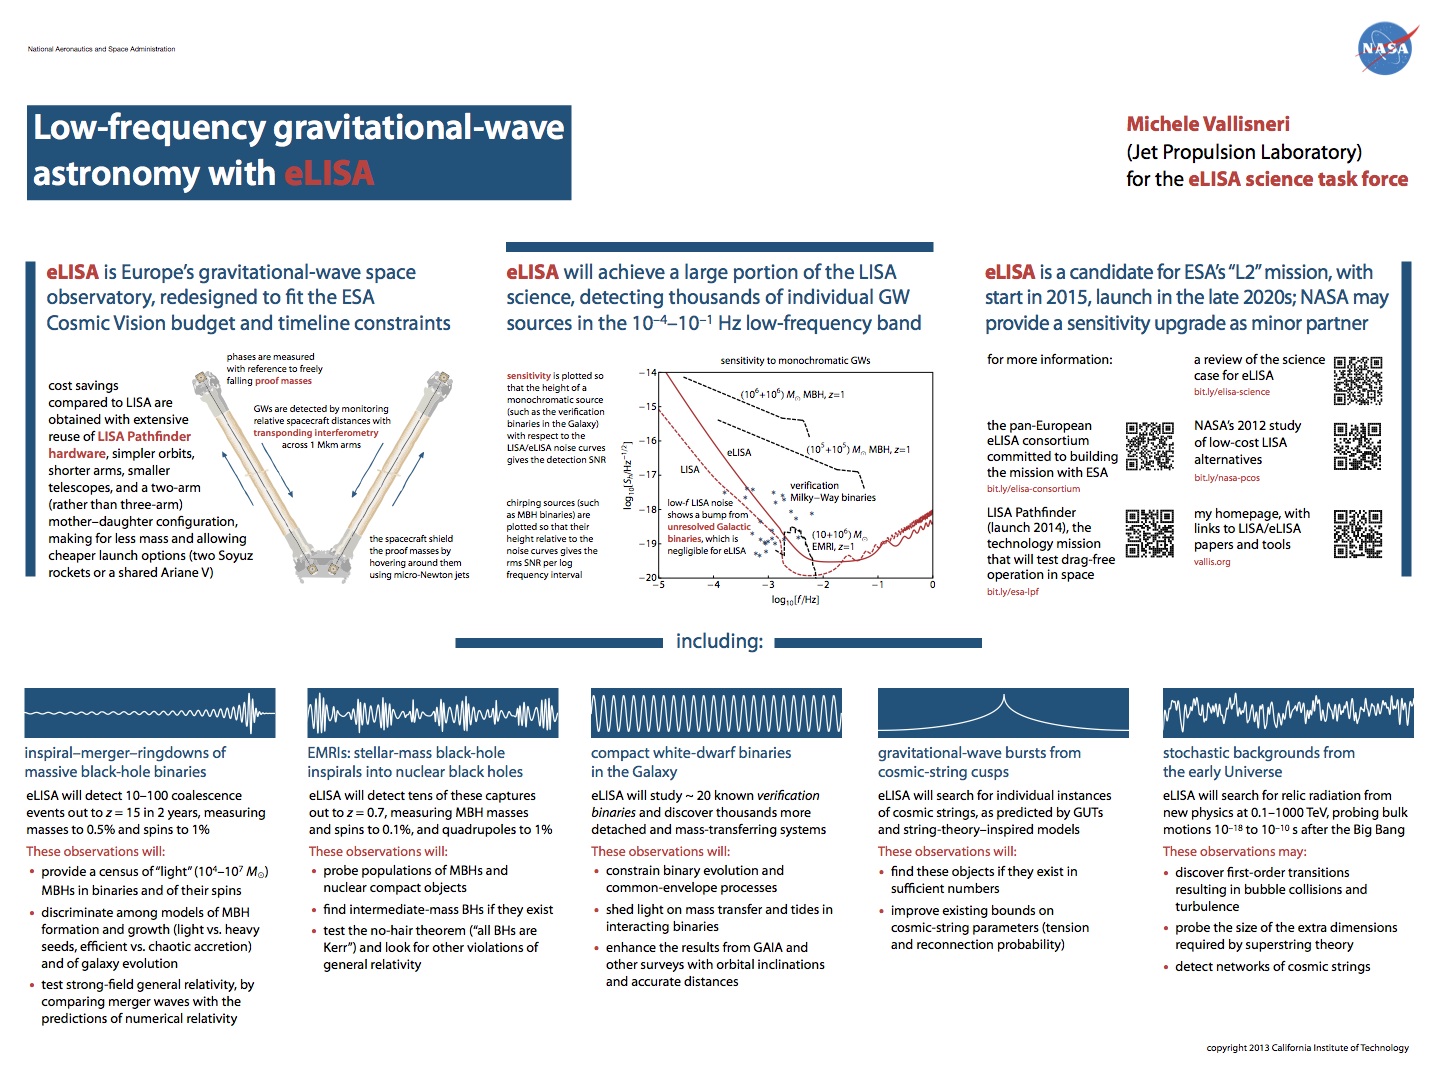 National Aeronautics and Space Administration
NASA
Low-frequency gravitational-wave
astronomy with eLISA
Michele Vallisneri
(Jet Propulsion Laboratory)
for the eLISA science task force
eLISA is Europe's gravitational-wave space
observatory, redesigned to fit the ESA
Cosmic Vision budget and timeline constraints
cost savings
compared to LISA are
obtained with extensive
reuse of LISA Pathfinder
hardware, simpler orbits,
shorter arms, smaller
telescopes, and a two-arm
(rather than three-arm)
mother–daughter configuration,
making for less mass and allowing
cheaper launch options (two Soyuz
rockets or a shared Ariane V)
phases are measured
with reference to freely
falling proof masses
GWs are detected by monitoring
relative spacecraft distances with
transponding interferometry
across 1 Mkm arms
the spacecraft shield
the proof masses by
hovering around them
using micro-Newton jets
eLISA will achieve a large portion of the LISA
science, detecting thousands of individual GW
sources in the 10⁻⁴–10⁻¹ Hz low-frequency band
sensitivity is plotted so
that the height of a
monochromatic source
(such as the verification
binaries in the Galaxy)
with respect to the
LISA/eLISA noise curves
gives the detection SNR
chirping sources (such
as MBH binaries) are
plotted so that their
height relative to the
noise curves gives the
rms SNR per log
frequency interval
sensitivity to monochromatic GWs
−14
−15
−16
−17
−18
−19
−20
log₁₀[Sₕ/Hz⁻¹ᐟ²]
(10⁶+10⁶) M⊙ MBH, z=1
eLISA
(10⁵+10⁵) M⊙ MBH, z=1
LISA
verification
Milky–Way binaries
low-f LISA noise
shows a bump from
unresolved Galactic
binaries, which is
negligible for eLISA
(10+10⁶) M⊙
EMRI, z=1
−5 −4 −3 −2 −1 0
log₁₀[f/Hz]
eLISA is a candidate for ESA's "L2" mission, with
start in 2015, launch in the late 2020s; NASA may
provide a sensitivity upgrade as minor partner
for more information:
a review of the science
case for eLISA
bit.ly/elisa-science
the pan-European
eLISA consortium
committed to building
the mission with ESA
bit.ly/elisa-consortium
NASA's 2012 study
of low-cost LISA
alternatives
bit.ly/nasa-pcos
LISA Pathfinder
(launch 2014), the
technology mission
that will test drag-free
operation in space
bit.ly/esa-lpf
my homepage, with
links to LISA/eLISA
papers and tools
vallis.org
including:
inspiral–merger–ringdowns of
massive black-hole binaries
eLISA will detect 10–100 coalescence
events out to z = 15 in 2 years, measuring
masses to 0.5% and spins to 1%
These observations will:
• provide a census of "light" (10⁴–10⁷ M⊙)
MBHs in binaries and of their spins
• discriminate among models of MBH
formation and growth (light vs. heavy
seeds, efficient vs. chaotic accretion)
and of galaxy evolution
• test strong-field general relativity, by
comparing merger waves with the
predictions of numerical relativity
EMRIs: stellar-mass black-hole
inspirals into nuclear black holes
eLISA will detect tens of these captures
out to z = 0.7, measuring MBH masses
and spins to 0.1%, and quadrupoles to 1%
These observations will:
• probe populations of MBHs and
nuclear compact objects
• find intermediate-mass BHs if they exist
• test the no-hair theorem ("all BHs are
Kerr") and look for other violations of
general relativity
compact white-dwarf binaries
in the Galaxy
eLISA will study ~ 20 known verification
binaries and discover thousands more
detached and mass-transferring systems
These observations will:
• constrain binary evolution and
common-envelope processes
• shed light on mass transfer and tides in
interacting binaries
• enhance the results from GAIA and
other surveys with orbital inclinations
and accurate distances
gravitational-wave bursts from
cosmic-string cusps
eLISA will search for individual instances
of cosmic strings, as predicted by GUTs
and string-theory–inspired models
These observations will:
• find these objects if they exist in
sufficient numbers
• improve existing bounds on
cosmic-string parameters (tension
and reconnection probability)
stochastic backgrounds from
the early Universe
eLISA will search for relic radiation from
new physics at 0.1–1000 TeV, probing bulk
motions 10⁻¹⁸ to 10⁻¹⁰ s after the Big Bang
These observations may:
• discover first-order transitions
resulting in bubble collisions and
turbulence
• probe the size of the extra dimensions
required by superstring theory
• detect networks of cosmic strings
copyright 2013 California Institute of Technology